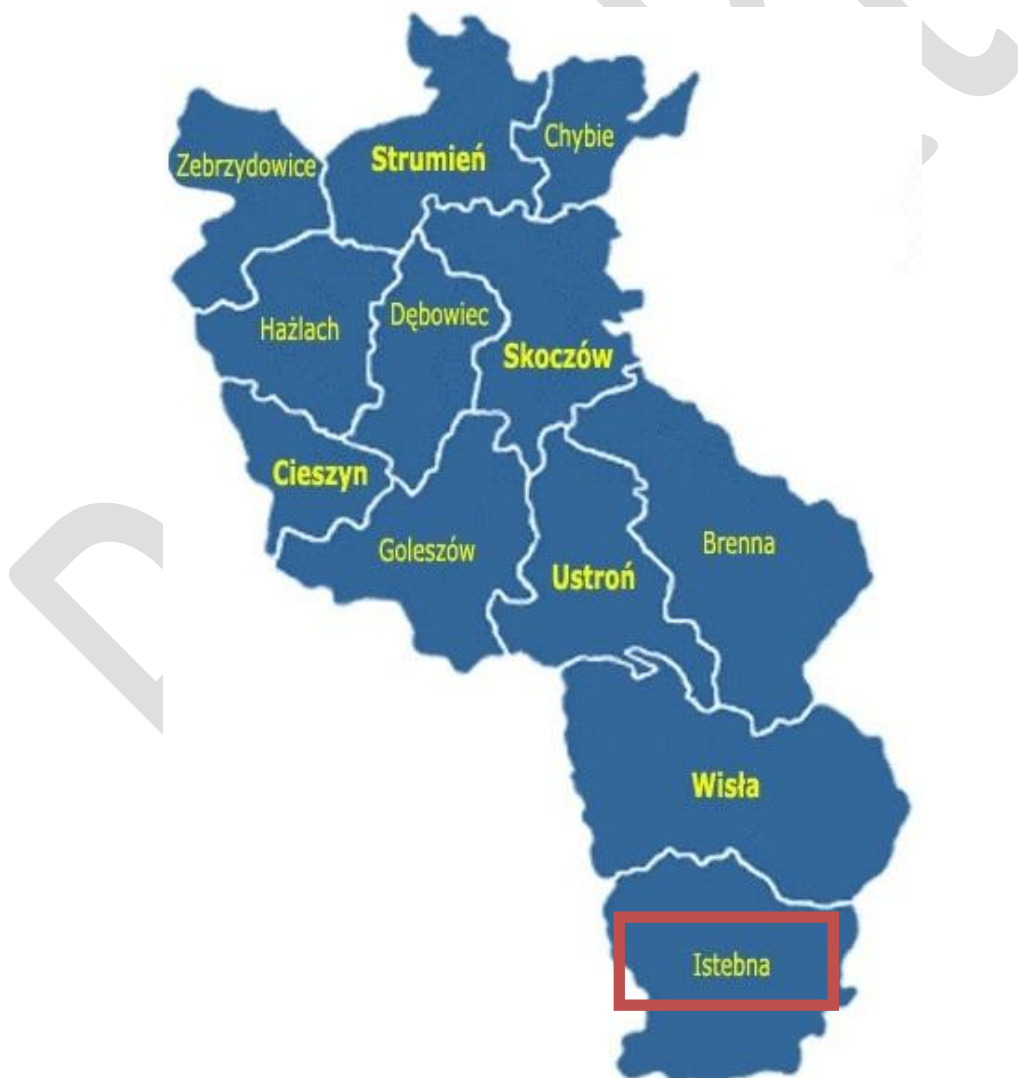 Chybie
Strumień
Zebrzydowice
Dębowiec
Hażlach
Skoczów
Cieszyn
Brenna
Goleszów
Ustroń
Wisła
Istebna